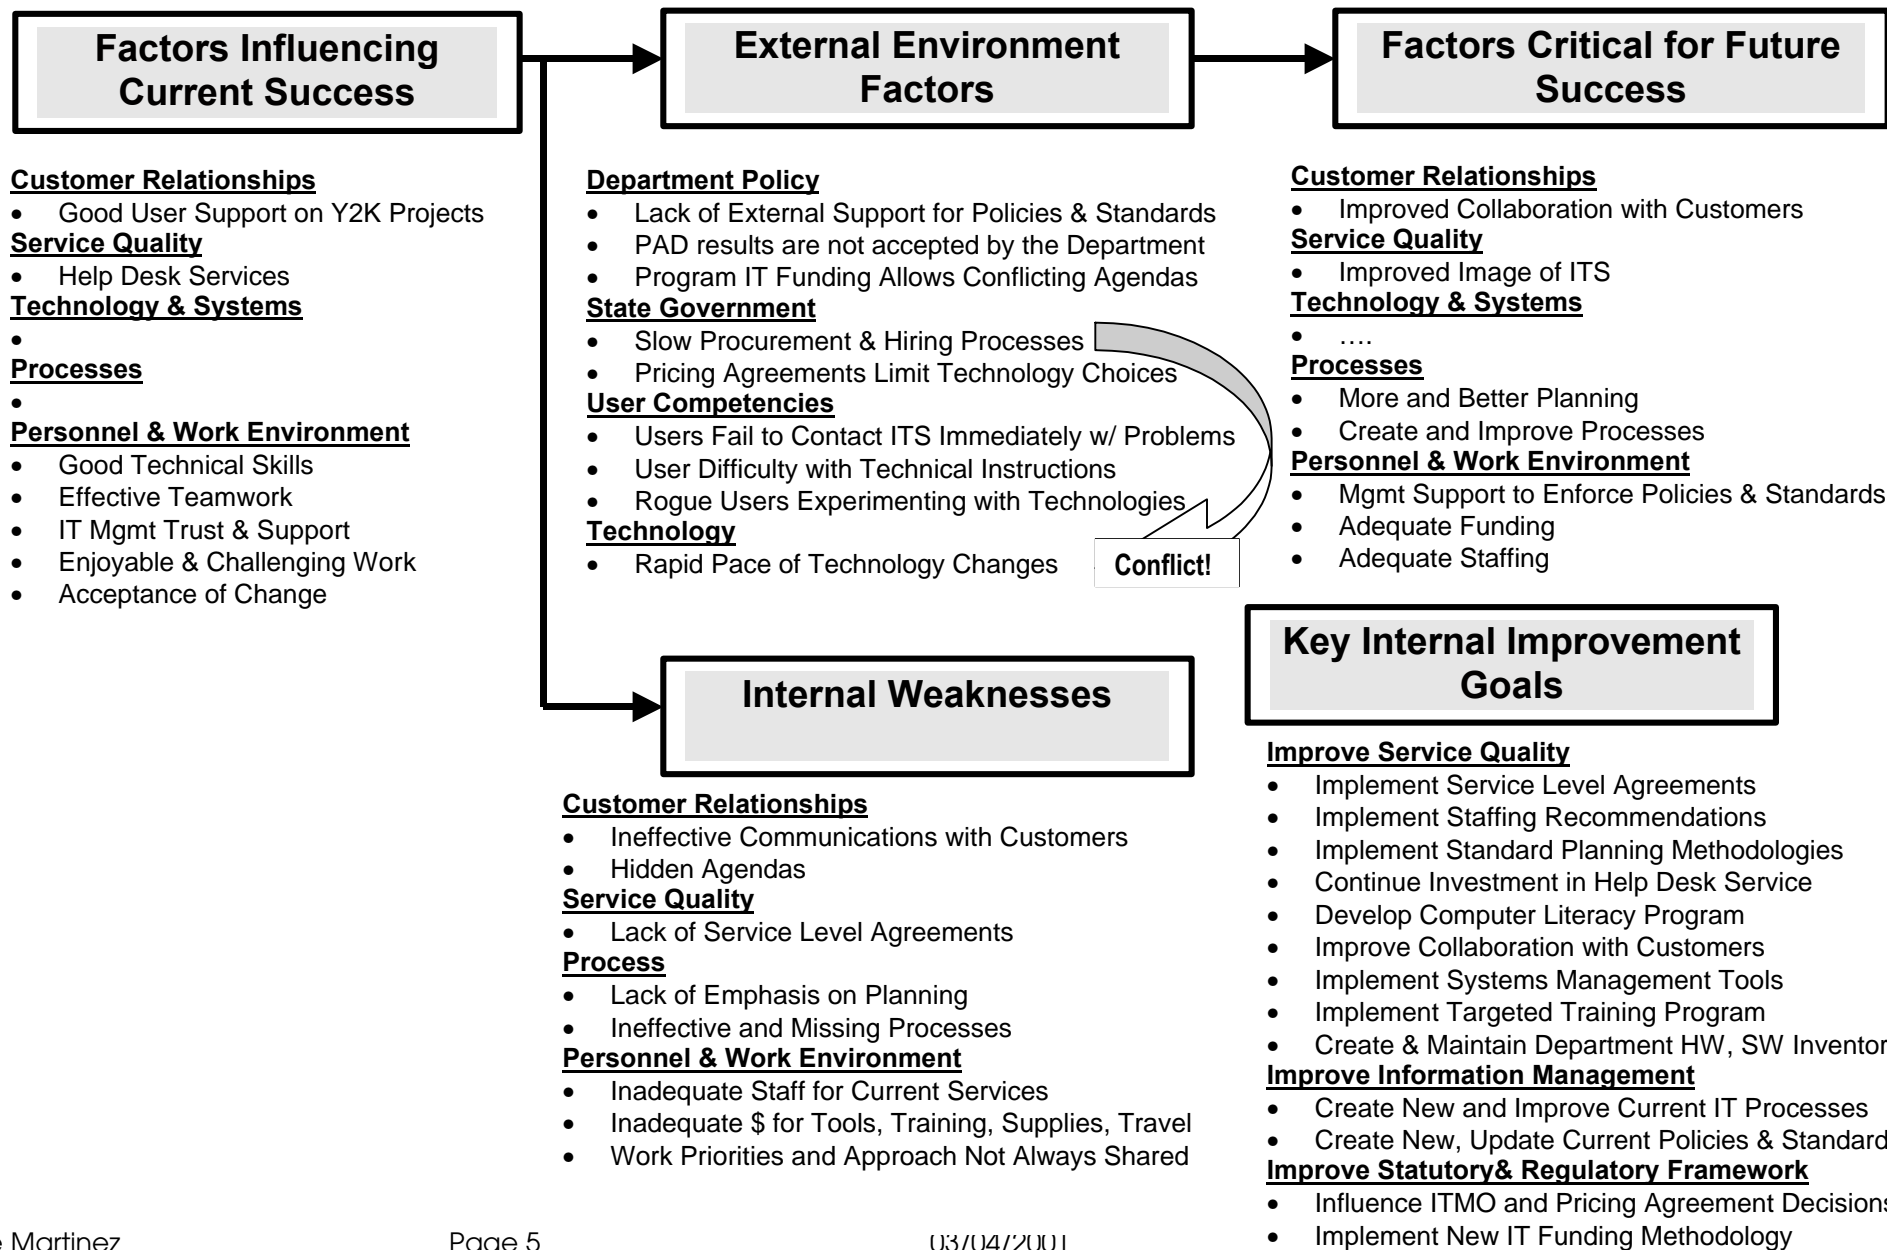 Factors Influencing
Current Success
Customer Relationships
• Good User Support on Y2K Projects
Service Quality
• Help Desk Services
Technology & Systems
•
Processes
•
Personnel & Work Environment
• Good Technical Skills
• Effective Teamwork
• IT Mgmt Trust & Support
• Enjoyable & Challenging Work
• Acceptance of Change
External Environment
Factors
Department Policy
• Lack of External Support for Policies & Standards
• PAD results are not accepted by the Department
• Program IT Funding Allows Conflicting Agendas
State Government
• Slow Procurement & Hiring Processes
• Pricing Agreements Limit Technology Choices
User Competencies
• Users Fail to Contact ITS Immediately w/ Problems
• User Difficulty with Technical Instructions
• Rogue Users Experimenting with Technologies
Technology
• Rapid Pace of Technology Changes
Conflict!
Factors Critical for Future
Success
Customer Relationships
• Improved Collaboration with Customers
Service Quality
• Improved Image of ITS
Technology & Systems
• ….
Processes
• More and Better Planning
• Create and Improve Processes
Personnel & Work Environment
• Mgmt Support to Enforce Policies & Standards
• Adequate Funding
• Adequate Staffing
Internal Weaknesses
Customer Relationships
• Ineffective Communications with Customers
• Hidden Agendas
Service Quality
• Lack of Service Level Agreements
Process
• Lack of Emphasis on Planning
• Ineffective and Missing Processes
Personnel & Work Environment
• Inadequate Staff for Current Services
• Inadequate $ for Tools, Training, Supplies, Travel
• Work Priorities and Approach Not Always Shared
Key Internal Improvement
Goals
Improve Service Quality
• Implement Service Level Agreements
• Implement Staffing Recommendations
• Implement Standard Planning Methodologies
• Continue Investment in Help Desk Service
• Develop Computer Literacy Program
• Improve Collaboration with Customers
• Implement Systems Management Tools
• Implement Targeted Training Program
• Create & Maintain Department HW, SW Inventor
Improve Information Management
• Create New and Improve Current IT Processes
• Create New, Update Current Policies & Standard
Improve Statutory& Regulatory Framework
• Influence ITMO and Pricing Agreement Decisions
• Implement New IT Funding Methodology
e Martinez
Page 5
03/04/2001